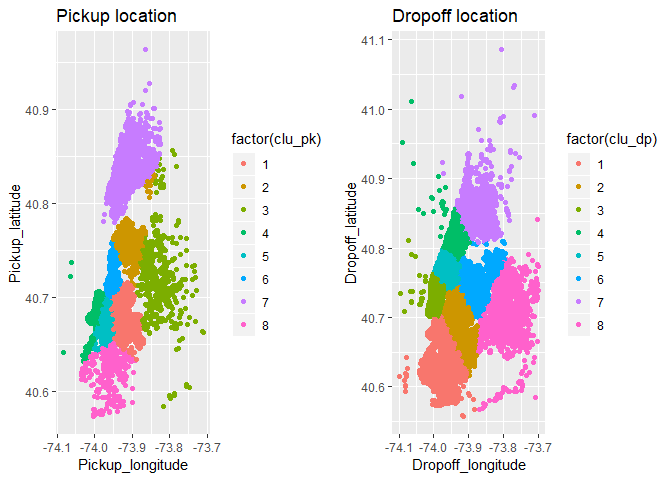 Pickup location
Pickup_latitude
40.9
40.8
40.7
40.6
-74.1 -74.0 -73.9 -73.8 -73.7
Pickup_longitude
factor(clu_pk)
1
2
3
4
5
6
7
8
Dropoff location
Dropoff_latitude
41.1
41.0
40.9
40.8
40.7
40.6
-74.1 -74.0 -73.9 -73.8 -73.7
Dropoff_longitude
factor(clu_dp)
1
2
3
4
5
6
7
8